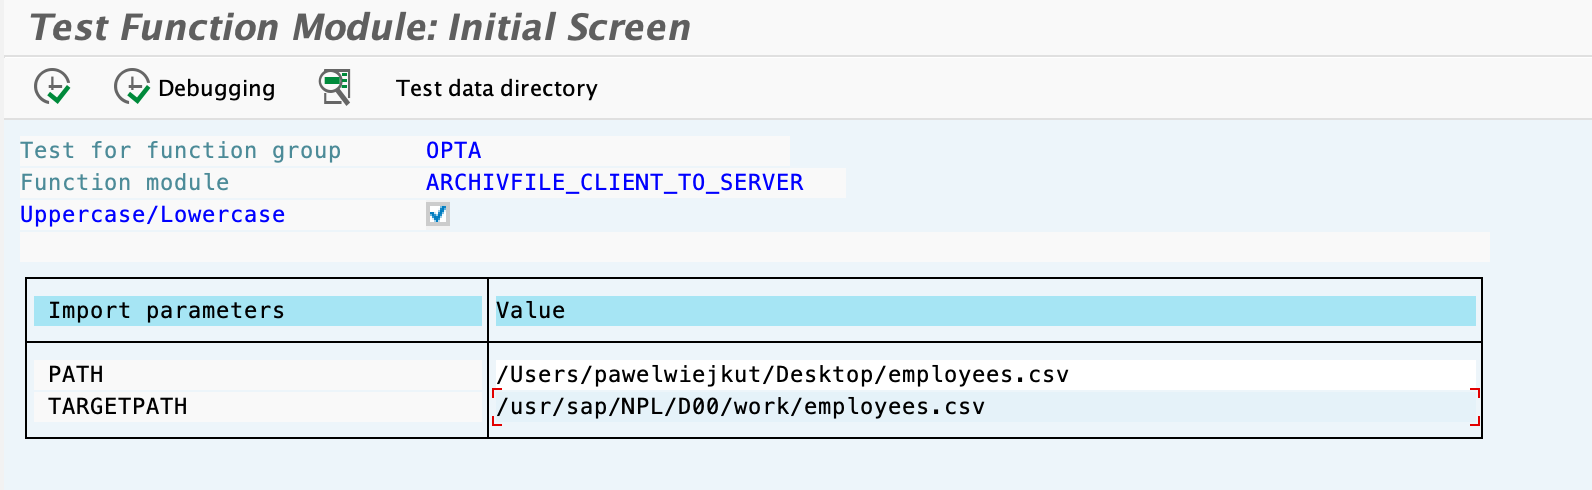 Test Function Module: Initial Screen
Debugging Test data directory
Test for function group OPTA
Function module ARCHIVFILE_CLIENT_TO_SERVER
Uppercase/Lowercase
Import parameters Value
PATH /Users/pawelwiejkut/Desktop/employees.csv
TARGETPATH /usr/sap/NPL/D00/work/employees.csv